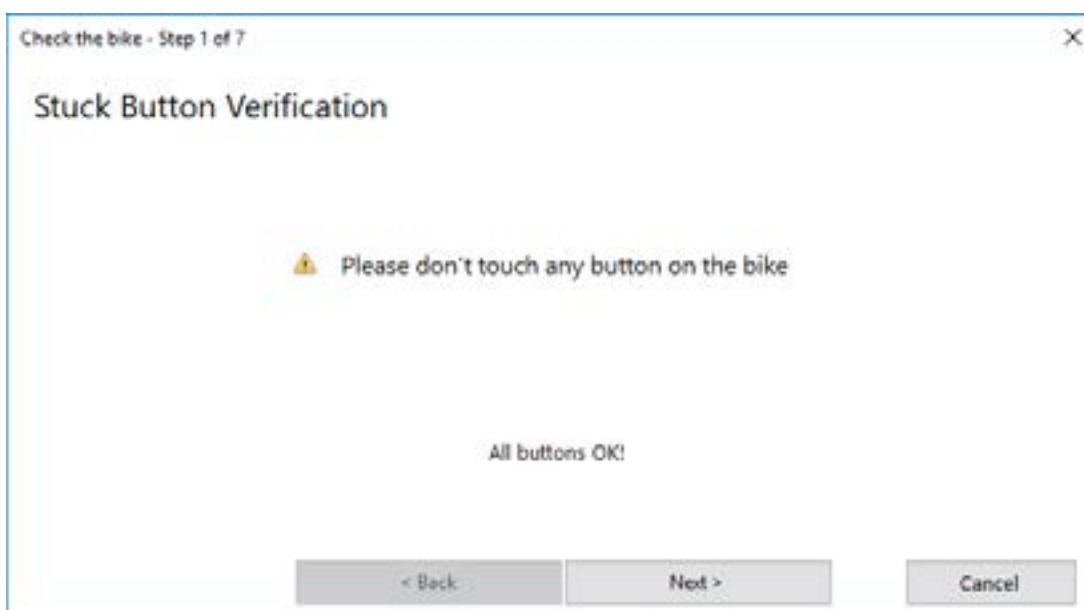 Check the bike - Step 1 of 7
Stuck Button Verification
Please don't touch any button on the bike
All buttons OK!
< Back
Next >
Cancel